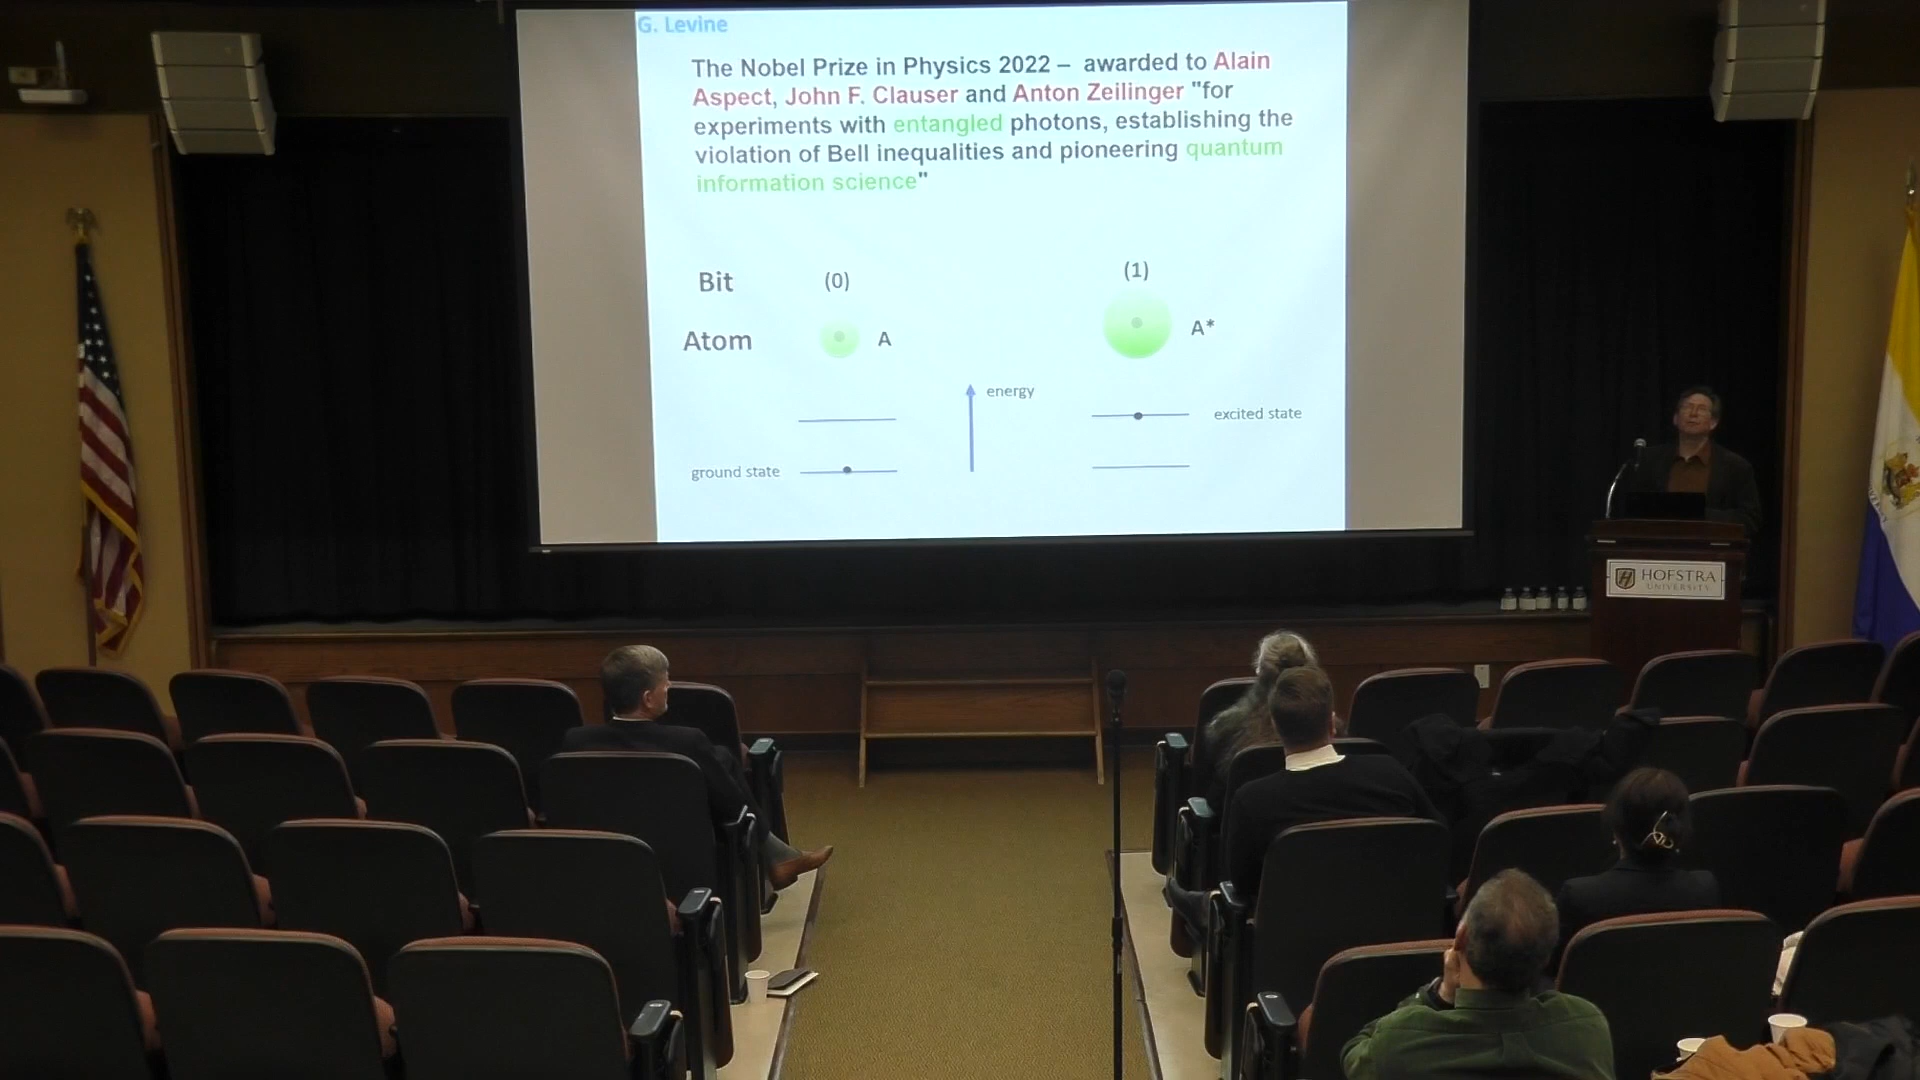 G. Levine
The Nobel Prize in Physics 2022 – awarded to Alain
Aspect, John F. Clauser and Anton Zeilinger "for
experiments with entangled photons, establishing the
violation of Bell inequalities and pioneering quantum
information science"
Bit (0) (1)
Atom A A*
energy
excited state
ground state
HOFSTRA
UNIVERSITY